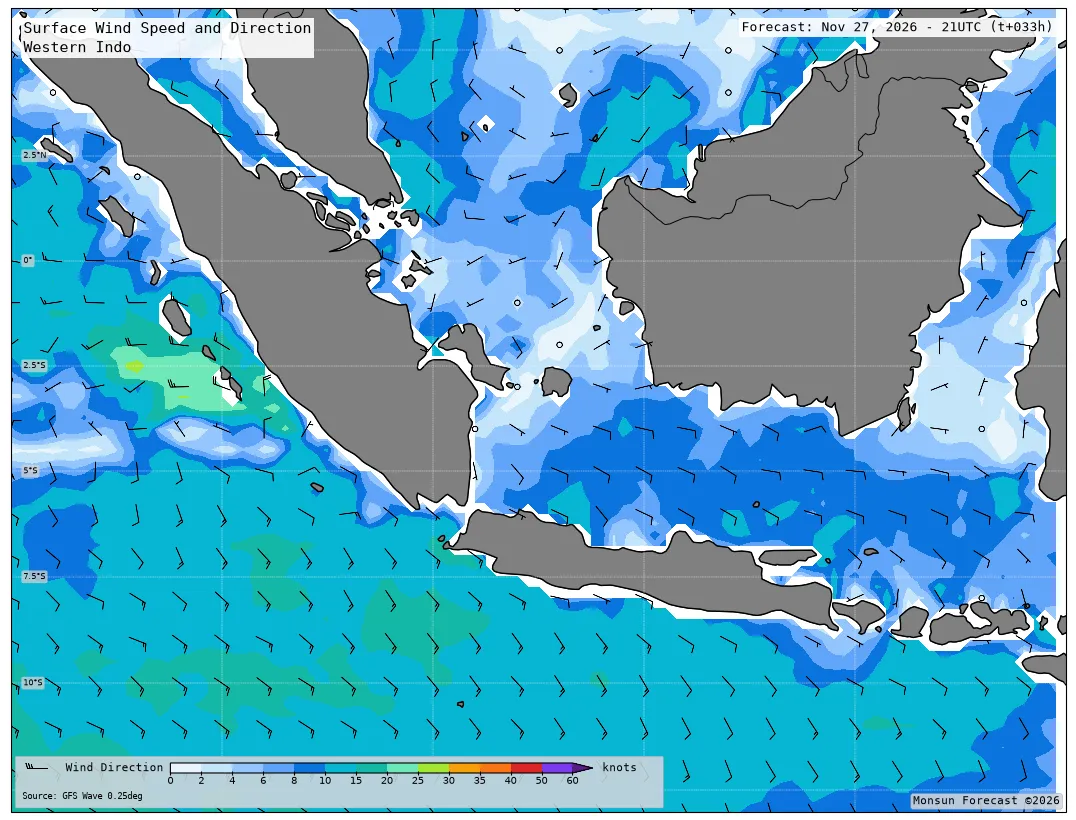 Surface Wind Speed and Direction
Western Indo
Forecast: Nov 27, 2026 - 21UTC (t+033h)
2.5°N
0°
2.5°S
5°S
7.5°S
10°S
Wind Direction
knots
0 2 4 6 8 10 15 20 25 30 35 40 50 60
Source: GFS Wave 0.25deg
Monsun Forecast ©2026